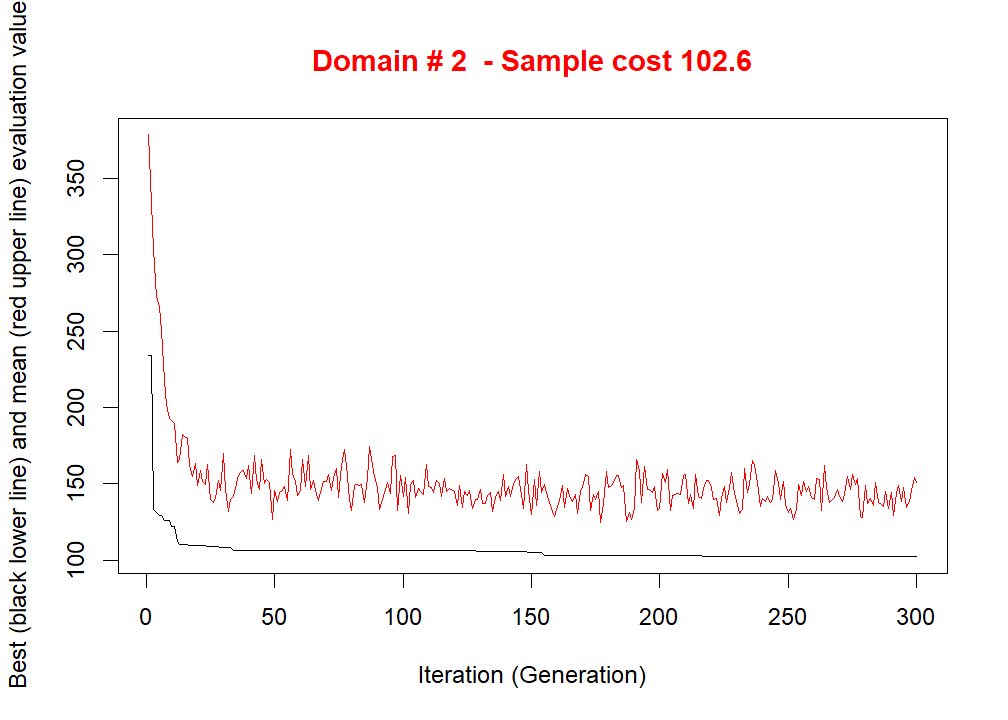 Domain # 2  - Sample cost 102.6
Best (black lower line) and mean (red upper line) evaluation value
350
300
250
200
150
100
0 50 100 150 200 250 300
Iteration (Generation)